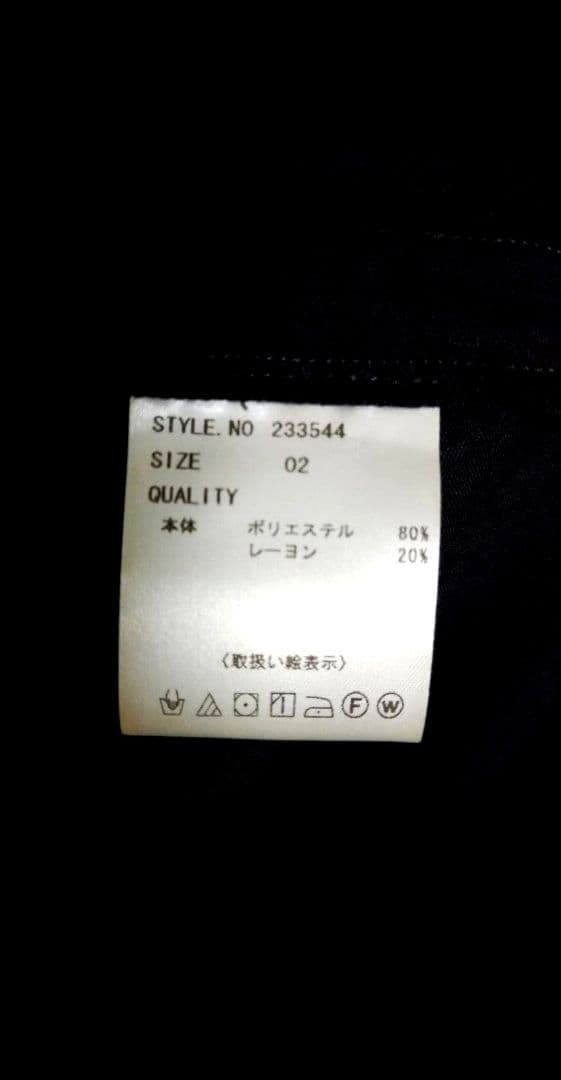 STYLE.NO 233544
SIZE 02
QUALITY
本体 ポリエステル 80%
レーヨン 20%
〈取扱い絵表示〉
F W